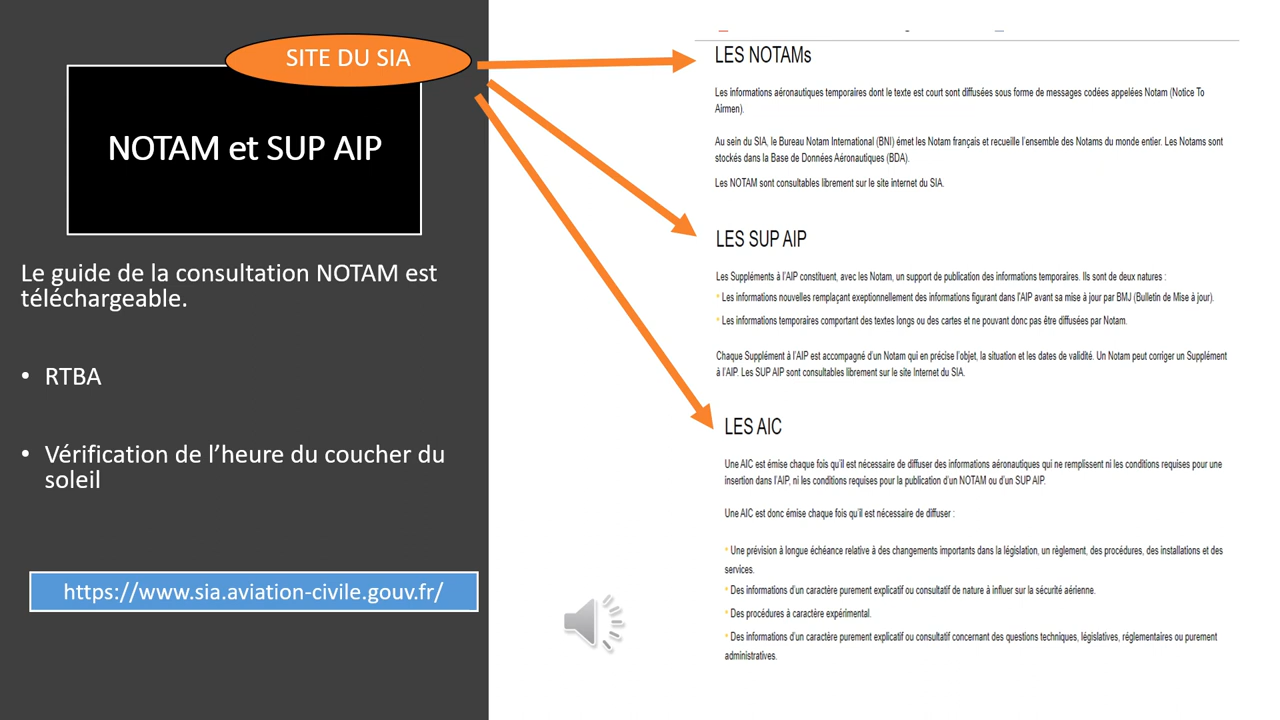 SITE DU SIA
NOTAM et SUP AIP
Le guide de la consultation NOTAM est
téléchargeable.
• RTBA
• Vérification de l’heure du coucher du
soleil
https://www.sia.aviation-civile.gouv.fr/
LES NOTAMs
Les informations aéronautiques temporaires dont le texte est court sont diffusées sous forme de messages codées appelées Notam (Notice To
Airmen).
Au sein du SIA, le Bureau Notam International (BNI) émet les Notam français et recueille l'ensemble des Notams du monde entier. Les Notams sont
stockés dans la Base de Données Aéronautiques (BDA).
Les NOTAM sont consultables librement sur le site internet du SIA.
LES SUP AIP
Les Suppléments à l'AIP constituent, avec les Notam, un support de publication des informations temporaires. Ils sont de deux natures :
• Les informations nouvelles remplaçant exeptionnellement des informations figurant dans l'AIP avant sa mise à jour par BMJ (Bulletin de Mise à jour).
• Les informations temporaires comportant des textes longs ou des cartes et ne pouvant donc pas être diffusées par Notam.
Chaque Supplément à l'AIP est accompagné d'un Notam qui en précise l'objet, la situation et les dates de validité. Un Notam peut corriger un Supplément
à l'AIP. Les SUP AIP sont consultables librement sur le site Internet du SIA.
LES AIC
Une AIC est émise chaque fois qu'il est nécessaire de diffuser des informations aéronautiques qui ne remplissent ni les conditions requises pour une
insertion dans l'AIP, ni les conditions requises pour la publication d'un NOTAM ou d'un SUP AIP.
Une AIC est donc émise chaque fois qu'il est nécessaire de diffuser :
• Une prévision à longue échéance relative à des changements importants dans la législation, un règlement, des procédures, des installations et des
services.
• Des informations d'un caractère purement explicatif ou consultatif de nature à influer sur la sécurité aérienne.
• Des procédures à caractère expérimental.
• Des informations d'un caractère purement explicatif ou consultatif concernant des questions techniques, législatives, réglementaires ou purement
administratives.